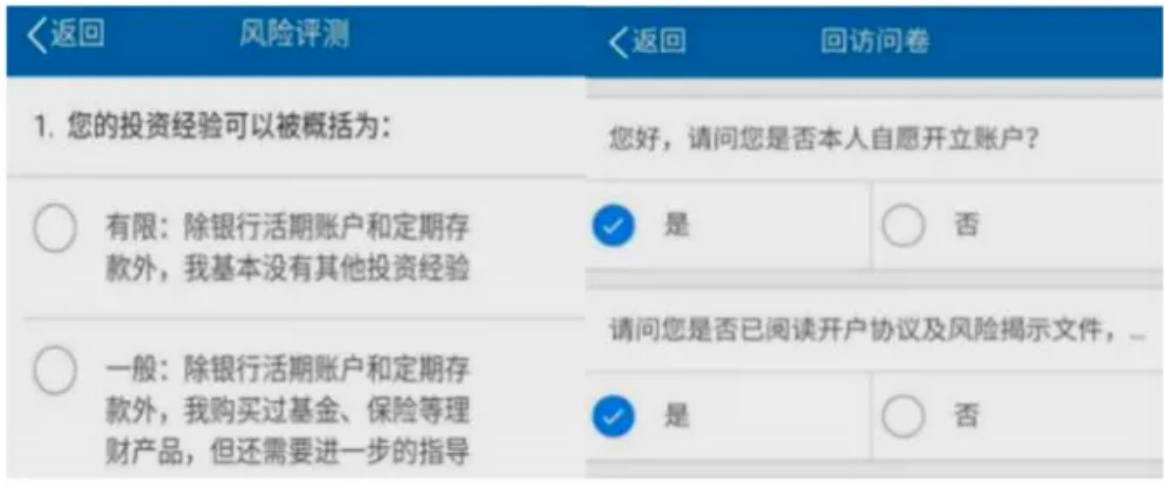 返回
风险评测
1. 您的投资经验可以被概括为：
有限：除银行活期账户和定期存
款外，我基本没有其他投资经验
一般：除银行活期账户和定期存
款外，我购买过基金、保险等理
财产品，但还需要进一步的指导
返回
回访问卷
您好，请问您是否本人自愿开立账户？
是
否
请问您是否已阅读开户协议及风险揭示文件，...
是
否